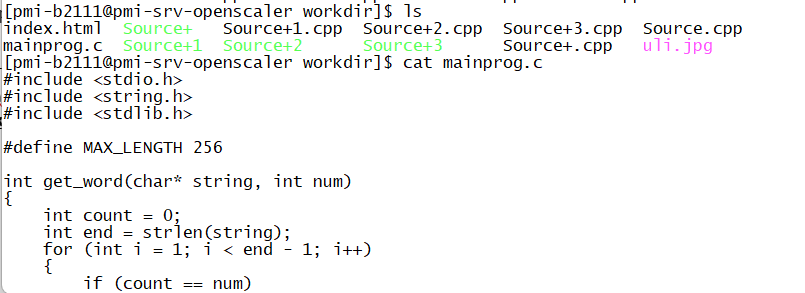 [pmi-b2111@pmi-srv-openscaler workdir]$ ls
index.html  Source+    Source+1.cpp  Source+2.cpp  Source+3.cpp  Source.cpp
mainprog.c  Source+1  Source+2      Source+3      Source+.cpp   uli.jpg
[pmi-b2111@pmi-srv-openscaler workdir]$ cat mainprog.c
#include <stdio.h>
#include <string.h>
#include <stdlib.h>
#define MAX_LENGTH 256
int get_word(char* string, int num)
{
    int count = 0;
    int end = strlen(string);
    for (int i = 1; i < end - 1; i++)
    {
        if (count == num)